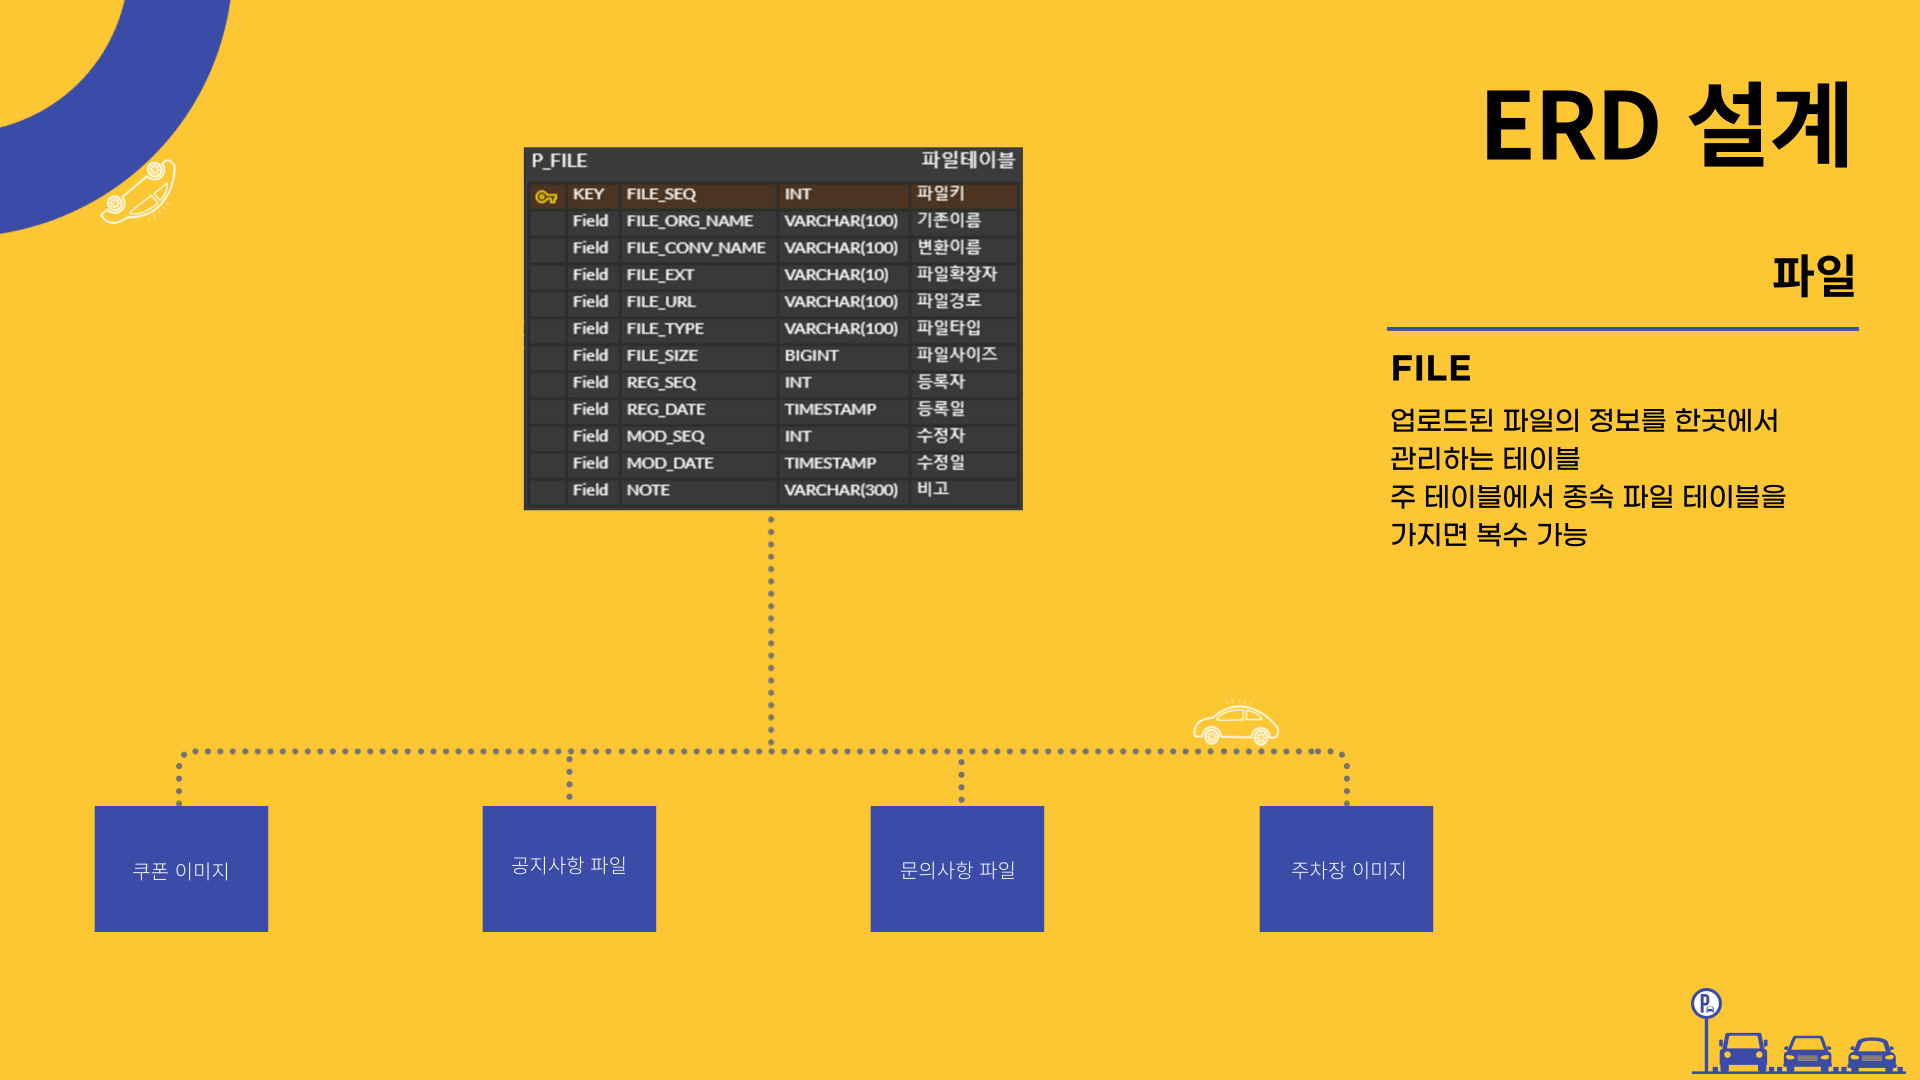 ERD 설계
파일
FILE
업로드된 파일의 정보를 한곳에서
관리하는 테이블
주 테이블에서 종속 파일 테이블을
가지면 복수 가능
P_FILE 파일테이블
KEY FILE_SEQ INT 파일키
Field FILE_ORG_NAME VARCHAR(100) 기존이름
Field FILE_CONV_NAME VARCHAR(100) 변환이름
Field FILE_EXT VARCHAR(10) 파일확장자
Field FILE_URL VARCHAR(100) 파일경로
Field FILE_TYPE VARCHAR(100) 파일타입
Field FILE_SIZE BIGINT 파일사이즈
Field REG_SEQ INT 등록자
Field REG_DATE TIMESTAMP 등록일
Field MOD_SEQ INT 수정자
Field MOD_DATE TIMESTAMP 수정일
Field NOTE VARCHAR(300) 비고
쿠폰 이미지
공지사항 파일
문의사항 파일
주차장 이미지
P